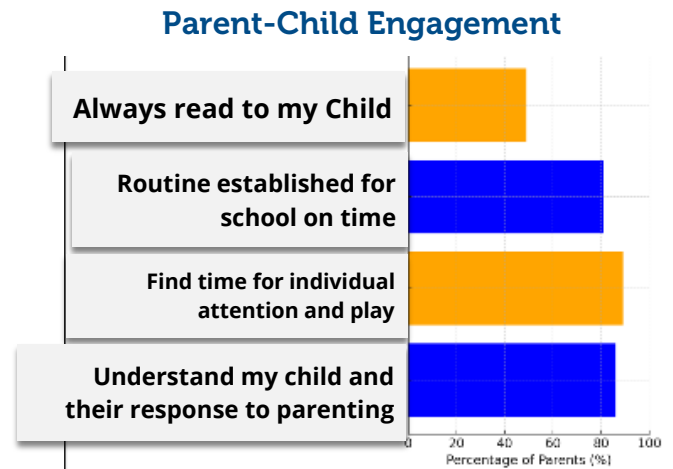 Parent-Child Engagement
Always read to my Child
Routine established for
school on time
Find time for individual
attention and play
Understand my child and
their response to parenting
0 20 40 60 80 100
Percentage of Parents (%)